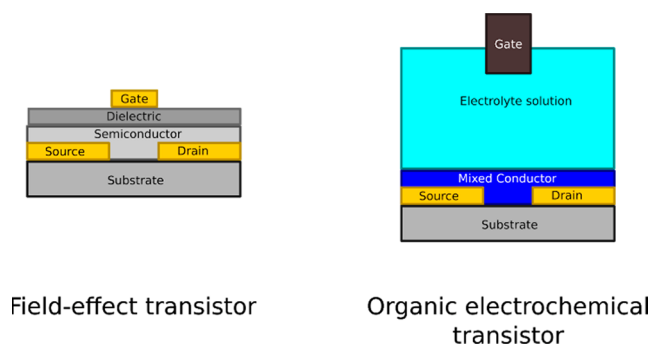 Gate
Dielectric
Semiconductor
Source Drain
Substrate
Field-effect transistor
Gate
Electrolyte solution
Mixed Conductor
Source Drain
Substrate
Organic electrochemical
transistor